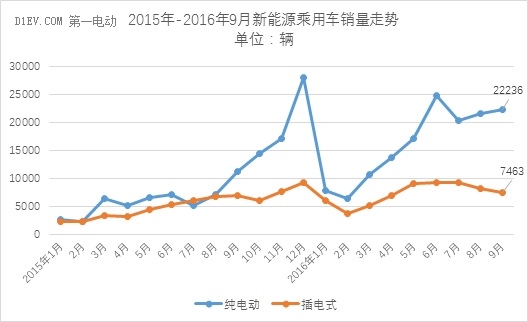 D1EV.COM 第一电动 2015年-2016年9月新能源乘用车销量走势
单位：辆
30000
25000
20000
15000
10000
5000
0
22236
7463
2015年1月 2月 3月 4月 5月 6月 7月 8月 9月 10月 11月 12月 2016年1月 2月 3月 4月 5月 6月 7月 8月 9月
纯电动 插电式